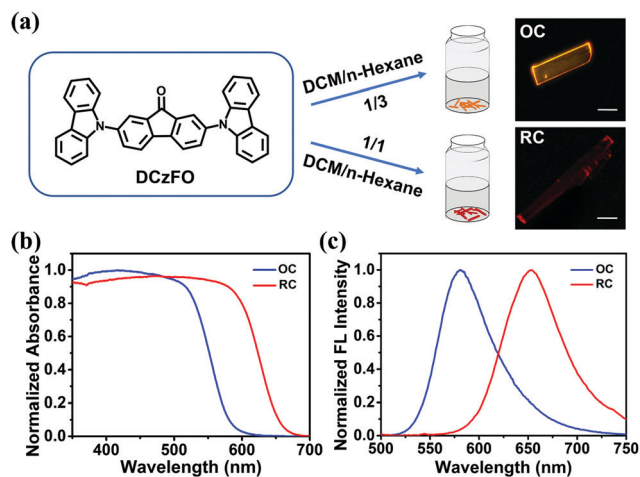 (a)
DCM/n-Hexane
1/3
OC
O
N
N
DCzFO
1/1
DCM/n-Hexane
RC
(b)
Normalized Absorbance
1.0
0.8
0.6
0.4
0.2
0.0
400 500 600 700
Wavelength (nm)
OC
RC
(c)
Normalized FL Intensity
1.0
0.8
0.6
0.4
0.2
0.0
500 550 600 650 700 750
Wavelength (nm)
OC
RC